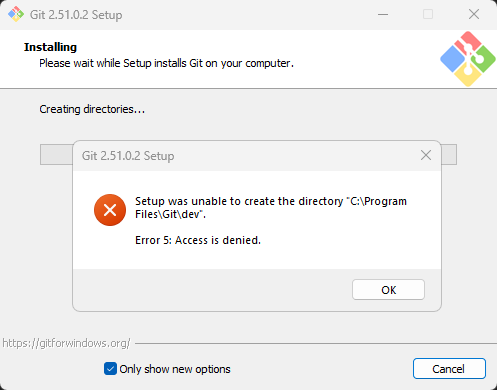 Git 2.51.0.2 Setup
Installing
Please wait while Setup installs Git on your computer.
Creating directories...
Git 2.51.0.2 Setup
Setup was unable to create the directory "C:\Program
Files\Git\dev".
Error 5: Access is denied.
OK
https://gitforwindows.org/
Only show new options
Cancel